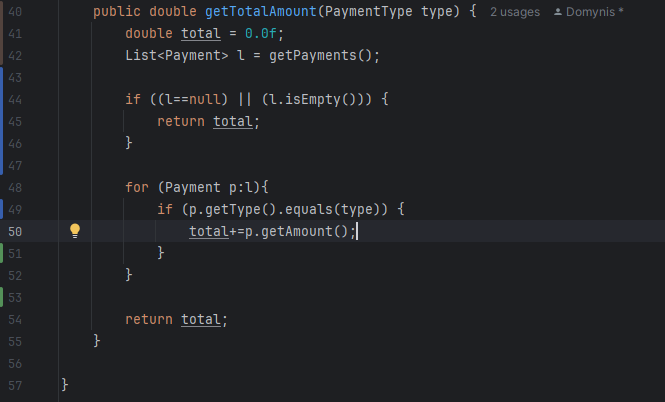 40 public double getTotalAmount(PaymentType type) { 2 usages Domynis *
41 double total = 0.0f;
42 List<Payment> l = getPayments();
43
44 if ((l==null) || (l.isEmpty())) {
45 return total;
46 }
47
48 for (Payment p:l){
49 if (p.getType().equals(type)) {
50 total+=p.getAmount();
51 }
52 }
53
54 return total;
55 }
56
57 }